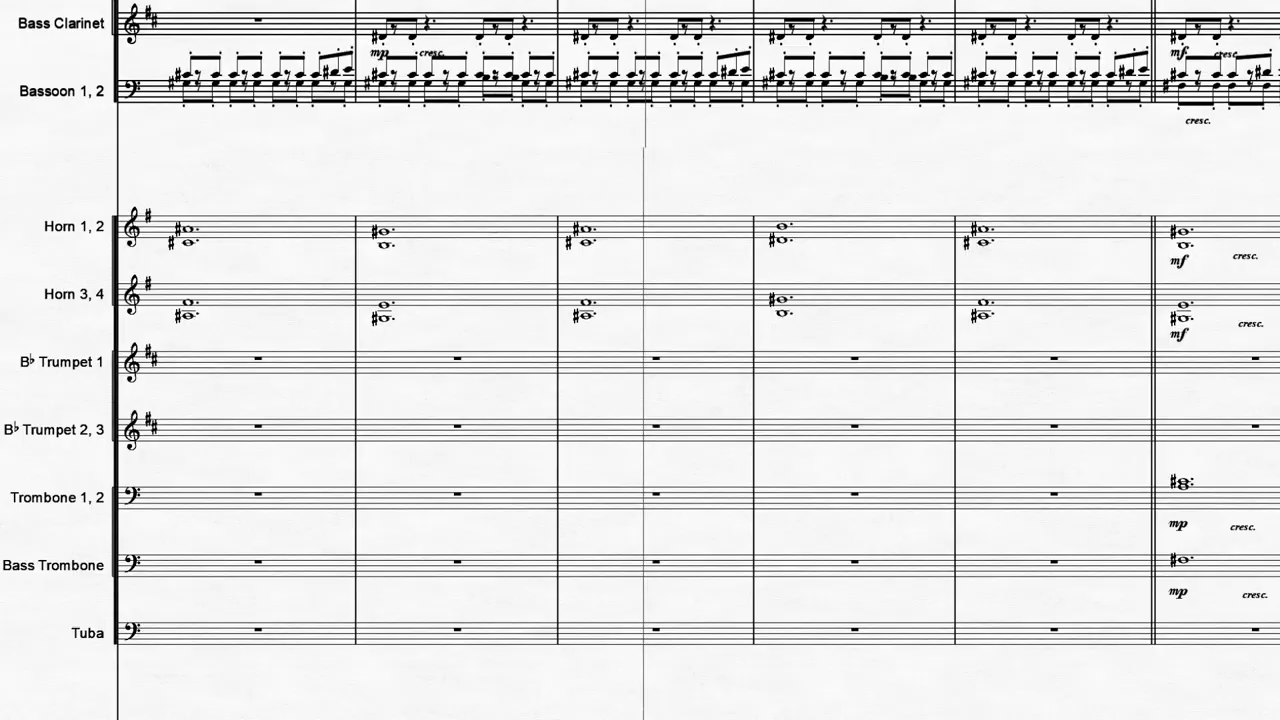 Bass Clarinet
mp cresc. mf cresc.
Bassoon 1, 2
cresc.
Horn 1, 2
mf cresc.
Horn 3, 4
mf cresc.
B♭ Trumpet 1
B♭ Trumpet 2, 3
Trombone 1, 2
mp cresc.
Bass Trombone
mp cresc.
Tuba